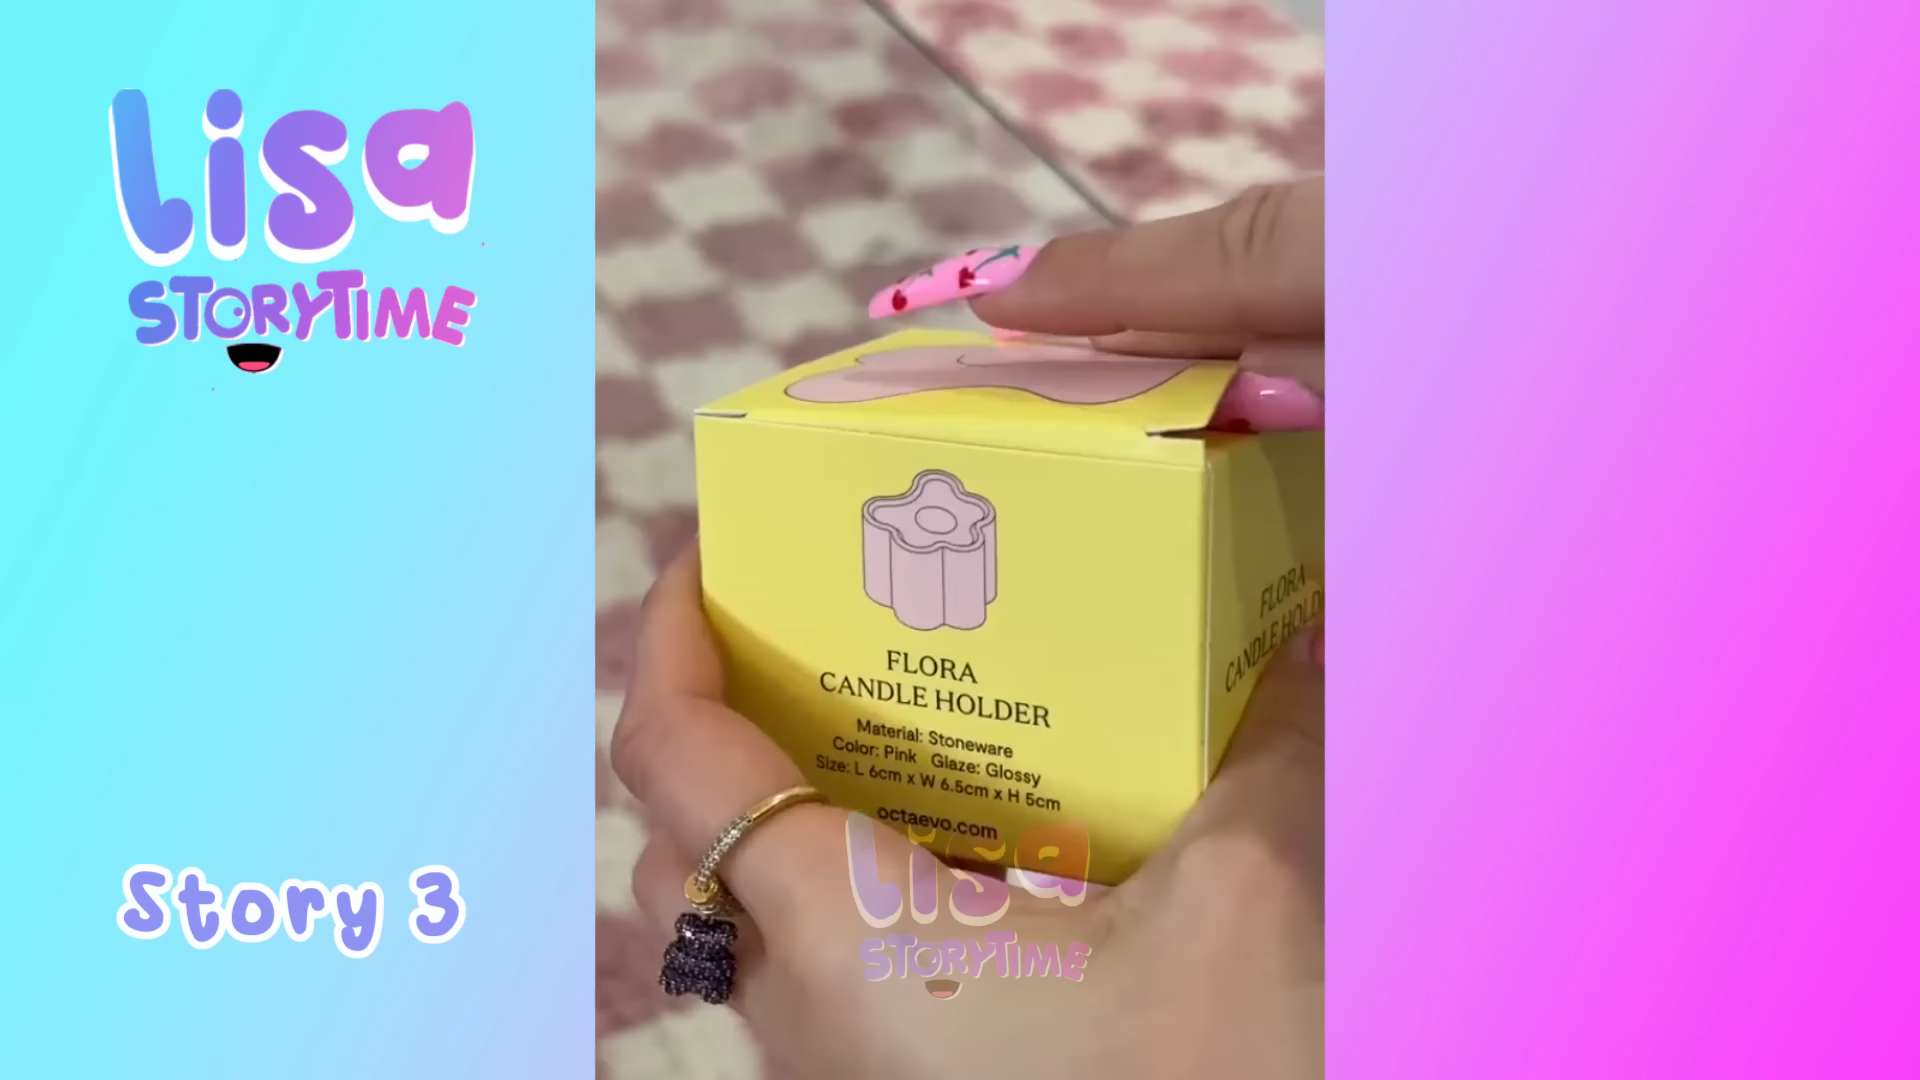 Lisa
STORYTIME
Story 3
FLORA
CANDLE HOLDER
Material: Stoneware
Color: Pink Glaze: Glossy
Size: L 6cm x W 6.5cm x H 5cm
octaevo.com
FLORA
CANDLE HOLD
Lisa
STORYTIME